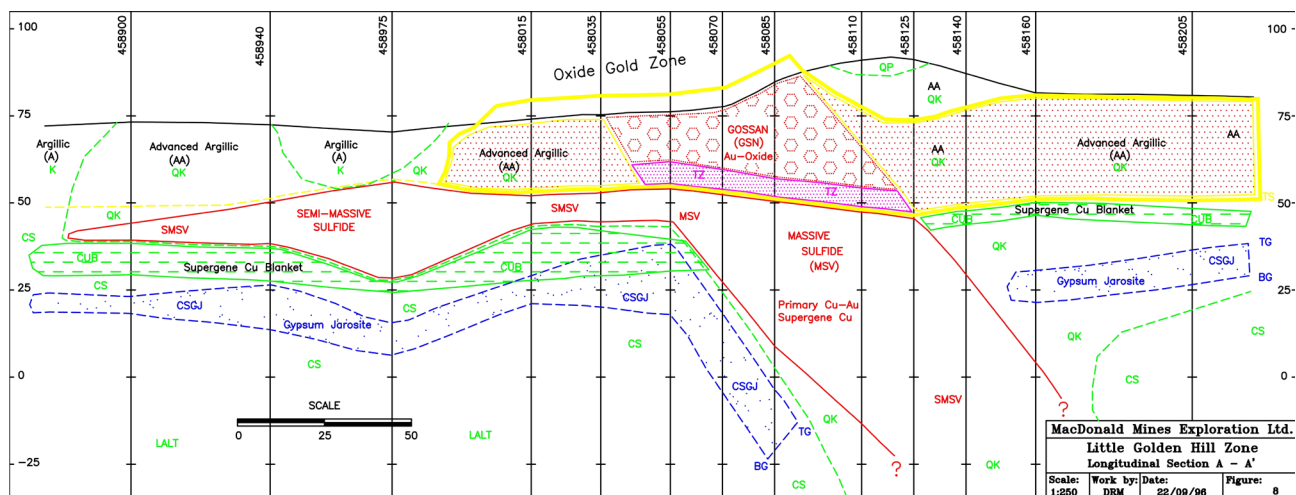 458900
458940
458975
458015
458035
458055
458070
458085
458110
458125
458140
458160
458205
100
100
Oxide Gold Zone
QP
AA
QK
75
75
Argillic
(A)
K
Advanced Argillic
(AA)
QK
Argillic
(A)
K
QK
Advanced Argillic
(AA)
QK
GOSSAN
(GSN)
Au-Oxide
TZ
TZ
AA
QK
Advanced Argillic
(AA)
QK
AA
TS
50
50
QK
SMSV
SEMI-MASSIVE
SULFIDE
SMSV
MSV
MASSIVE
SULFIDE
(MSV)
Supergene Cu Blanket
CUB
CUB
CS
CUB
Supergene Cu Blanket
CUB
QK
TG
CSGJ
BG
25
25
CS
CSGJ
Gypsum Jarosite
CS
CSGJ
Primary Cu-Au
Supergene Cu
Gypsum Jarosite
QK
CS
0
0
CS
CS
CSGJ
CS
SCALE
0
25
50
TG
QK
SMSV
?
LALT
LALT
-25
BG
?
QK
CS
MacDonald Mines Exploration Ltd.
Little Golden Hill Zone
Longitudinal Section A - A'
Scale: Work by: Date: Figure:
1:250 DRM 22/09/96 8